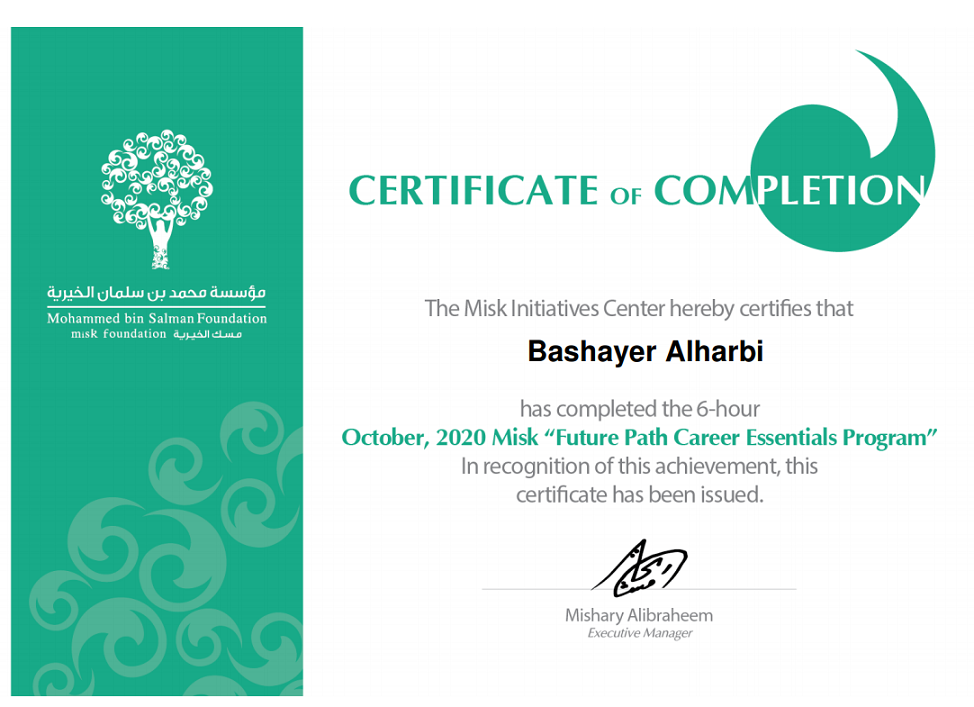 مؤسسة محمد بن سلمان الخيرية
Mohammed bin Salman Foundation
misk foundation مسك الخيرية
CERTIFICATE OF COMPLETION
The Misk Initiatives Center hereby certifies that
Bashayer Alharbi
has completed the 6-hour
October, 2020 Misk “Future Path Career Essentials Program”
In recognition of this achievement, this
certificate has been issued.
Mishary Alibraheem
Executive Manager